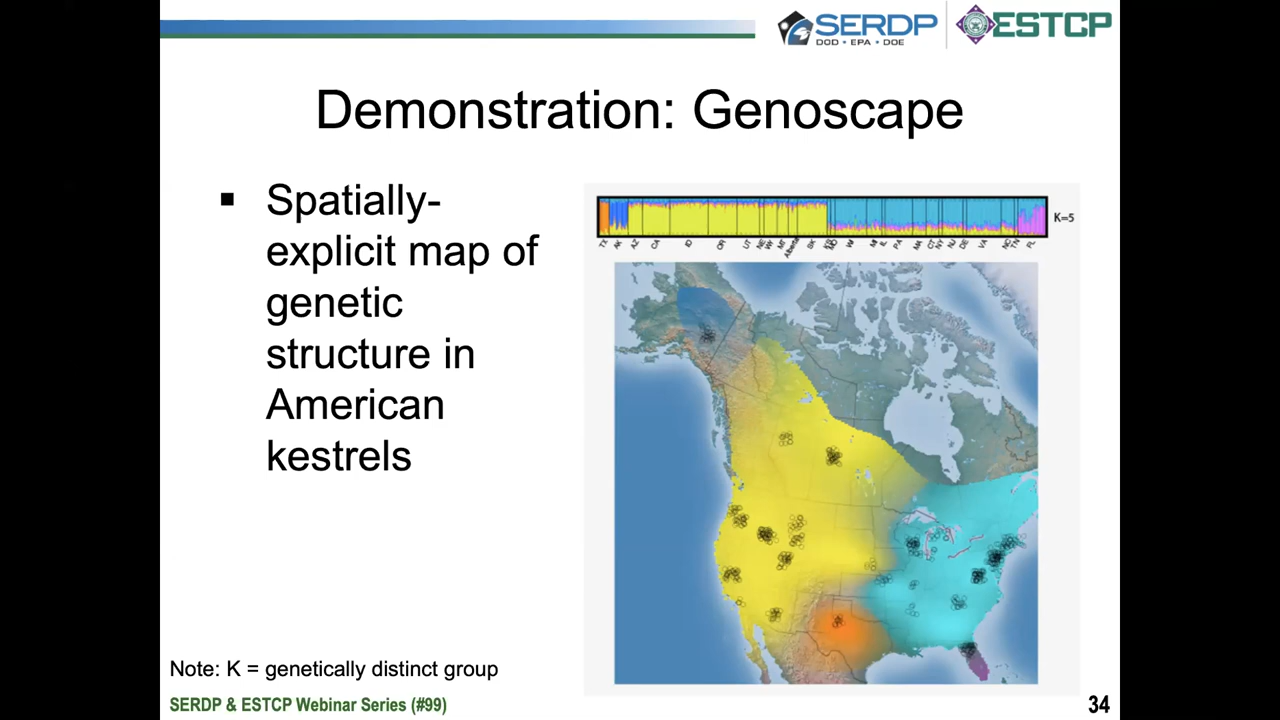 SERDP
DOD • EPA • DOE
ESTCP
Demonstration: Genoscape
▪ Spatially-
explicit map of
genetic
structure in
American
kestrels
K=5
TX AK AZ CA ID OR UT NE MT Alberta SK MO WI MI IL PA MA CT NY NJ DE VA NC TN FL
Note: K = genetically distinct group
SERDP & ESTCP Webinar Series (#99)
34